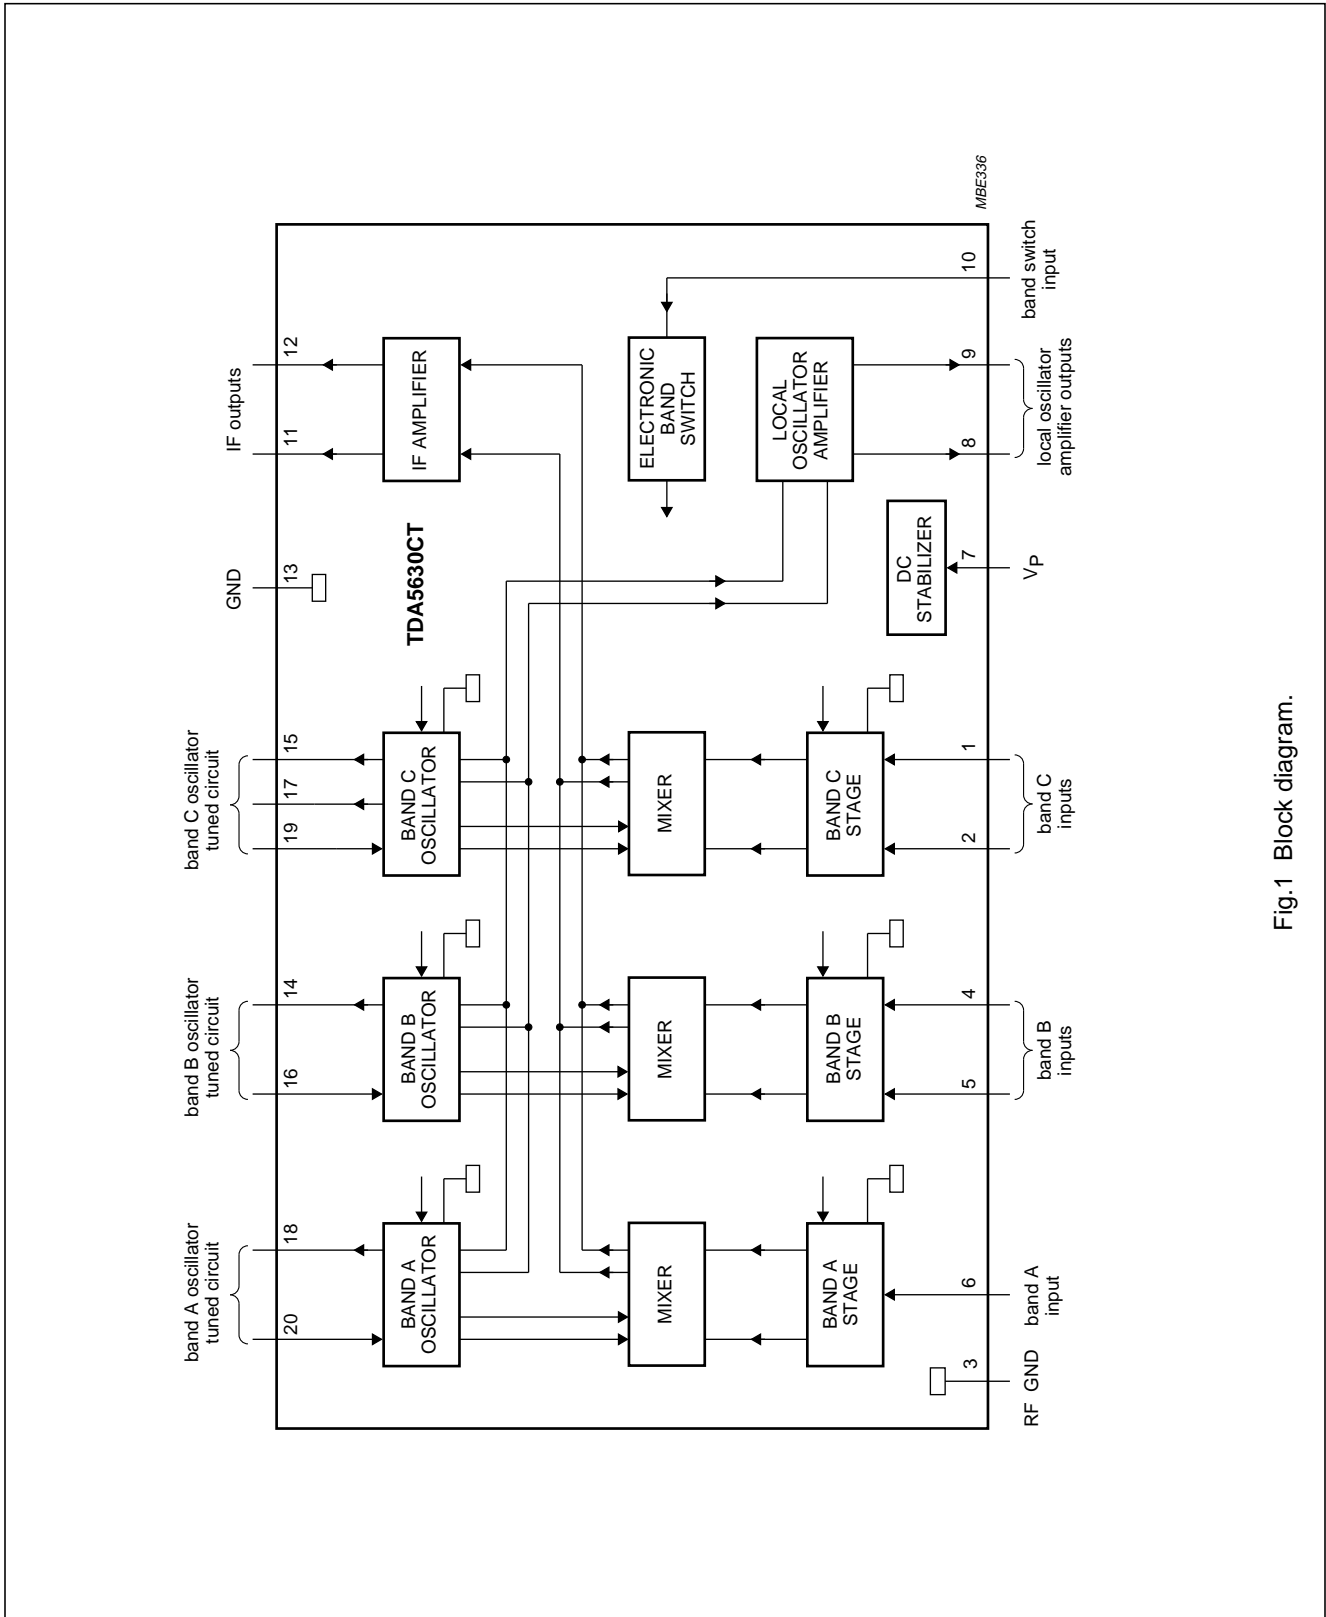 band A oscillator
tuned circuit
band B oscillator
tuned circuit
band C oscillator
tuned circuit
GND
IF outputs
20
18
16
14
19
17
15
13
11
12
BAND A
OSCILLATOR
BAND B
OSCILLATOR
BAND C
OSCILLATOR
TDA5630CT
IF AMPLIFIER
MIXER
MIXER
MIXER
ELECTRONIC
BAND
SWITCH
BAND A
STAGE
BAND B
STAGE
BAND C
STAGE
LOCAL
OSCILLATOR
AMPLIFIER
DC
STABILIZER
3
6
5
4
2
1
7
8
9
10
RF GND
band A
input
band B
inputs
band C
inputs
VP
local oscillator
amplifier outputs
band switch
input
MBE336
Fig.1 Block diagram.